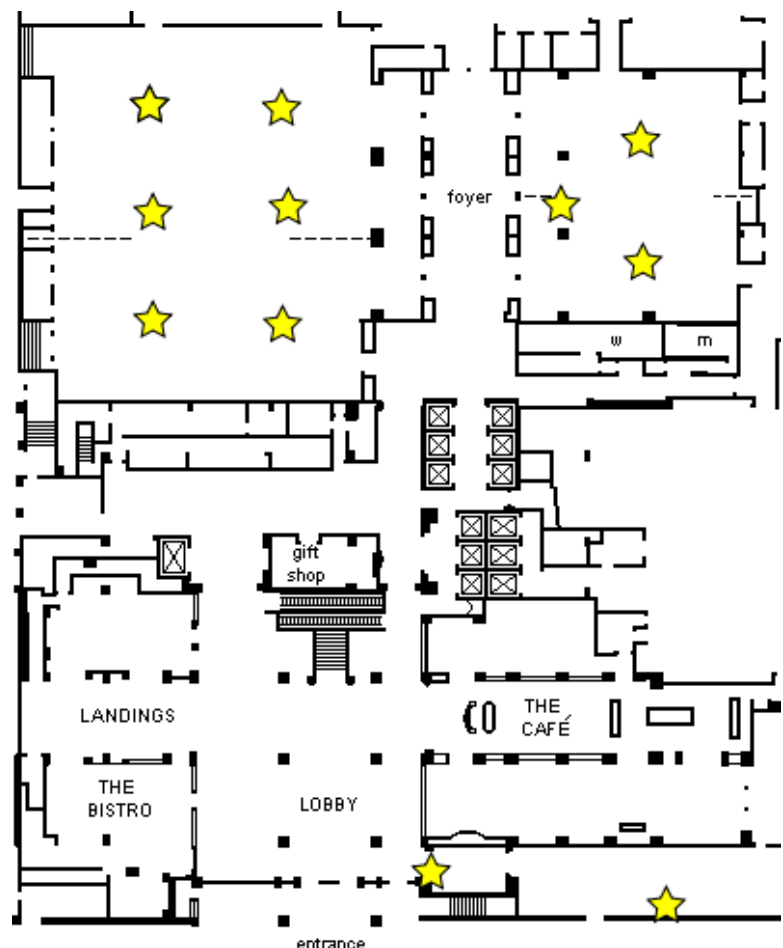 foyer
w
m
gift
shop
LANDINGS
THE
CAFÉ
THE
BISTRO
LOBBY
entrance